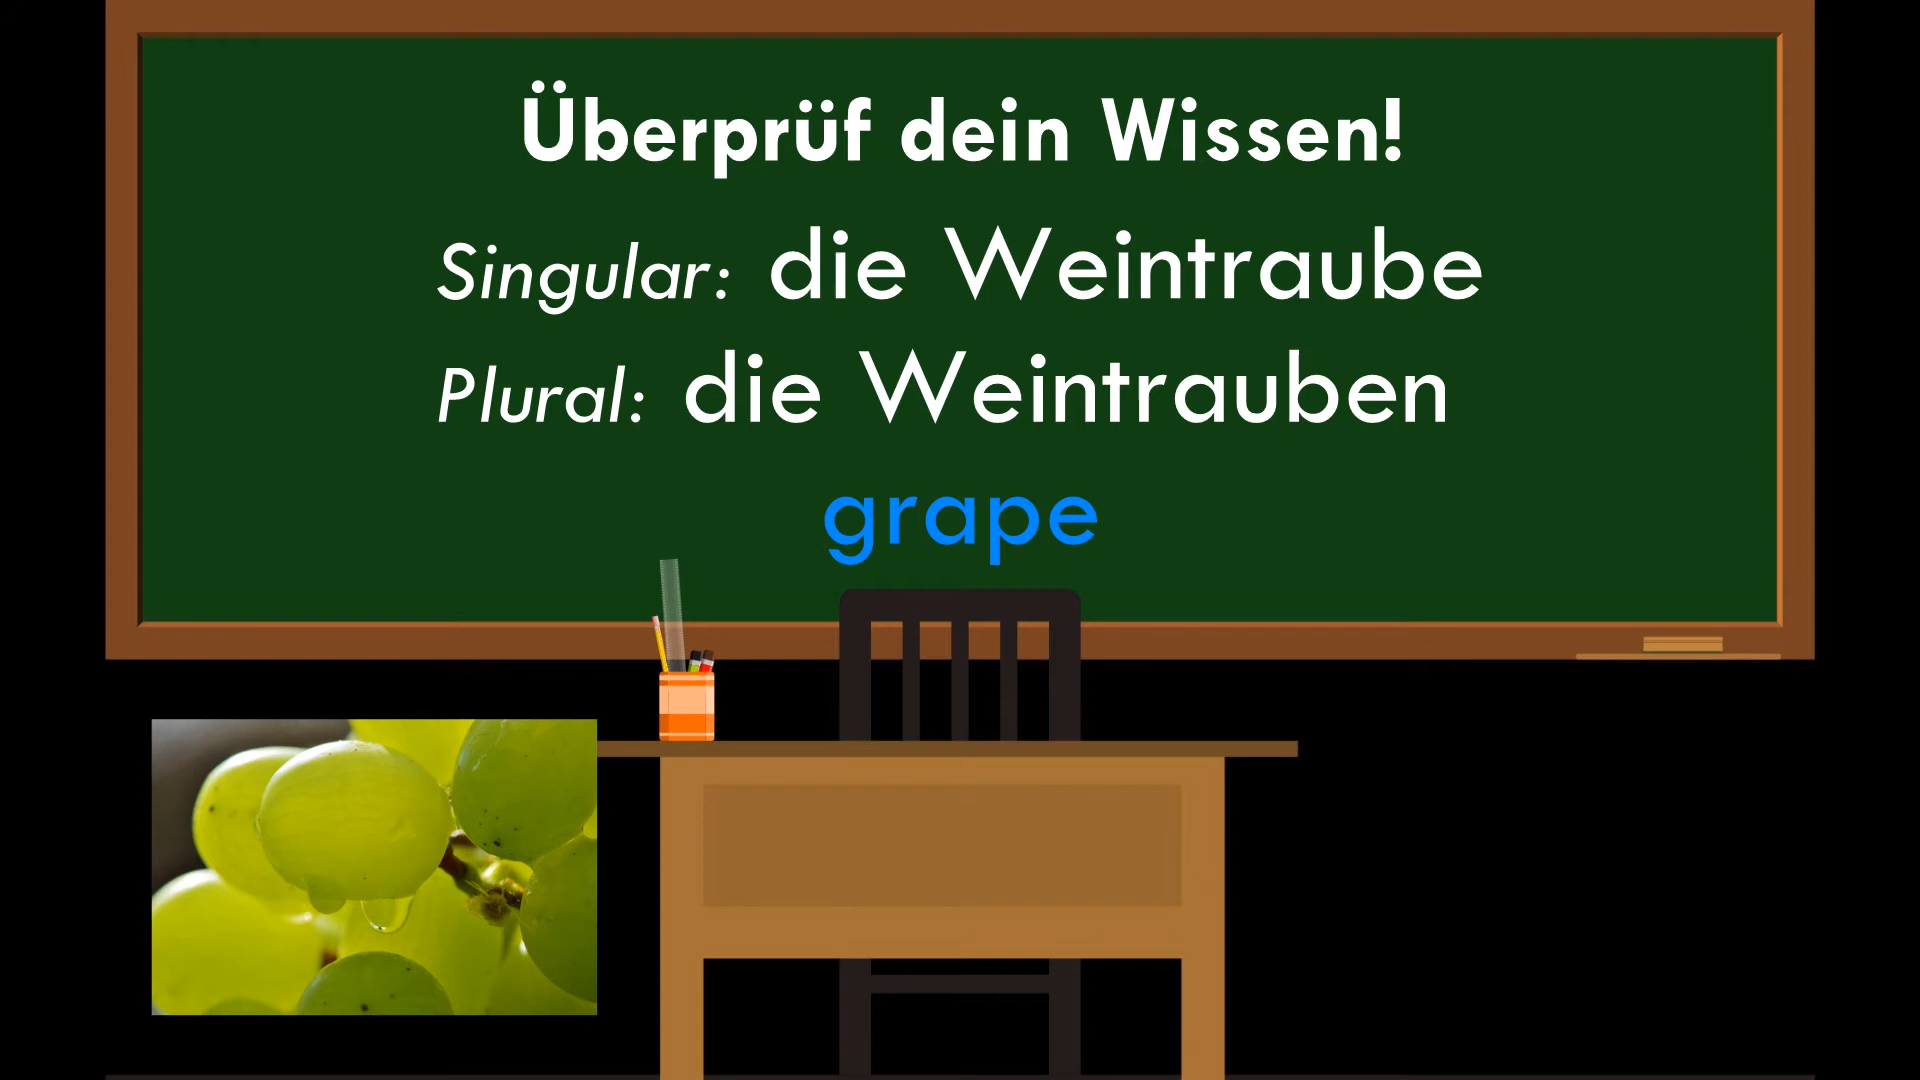 Überprüf dein Wissen!
Singular: die Weintraube
Plural: die Weintrauben
grape